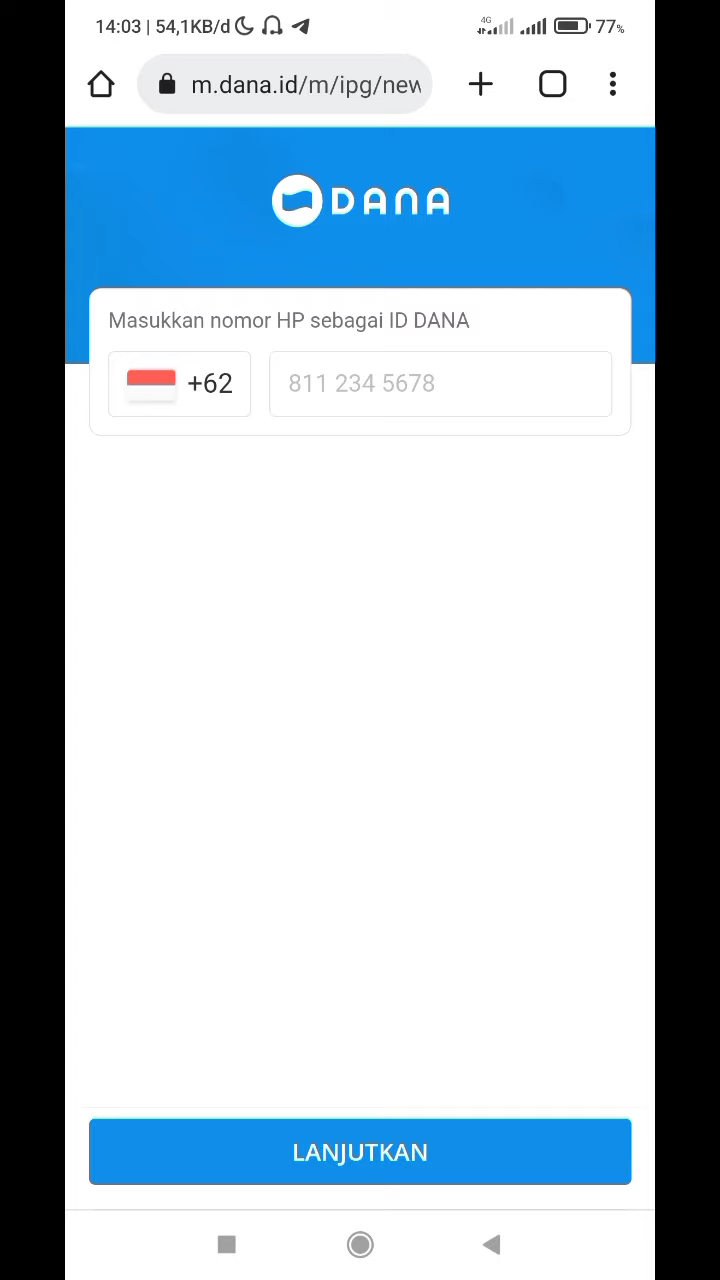 14:03 | 54,1KB/d 4G 77%
m.dana.id/m/ipg/new
DANA
Masukkan nomor HP sebagai ID DANA
+62 811 234 5678
LANJUTKAN